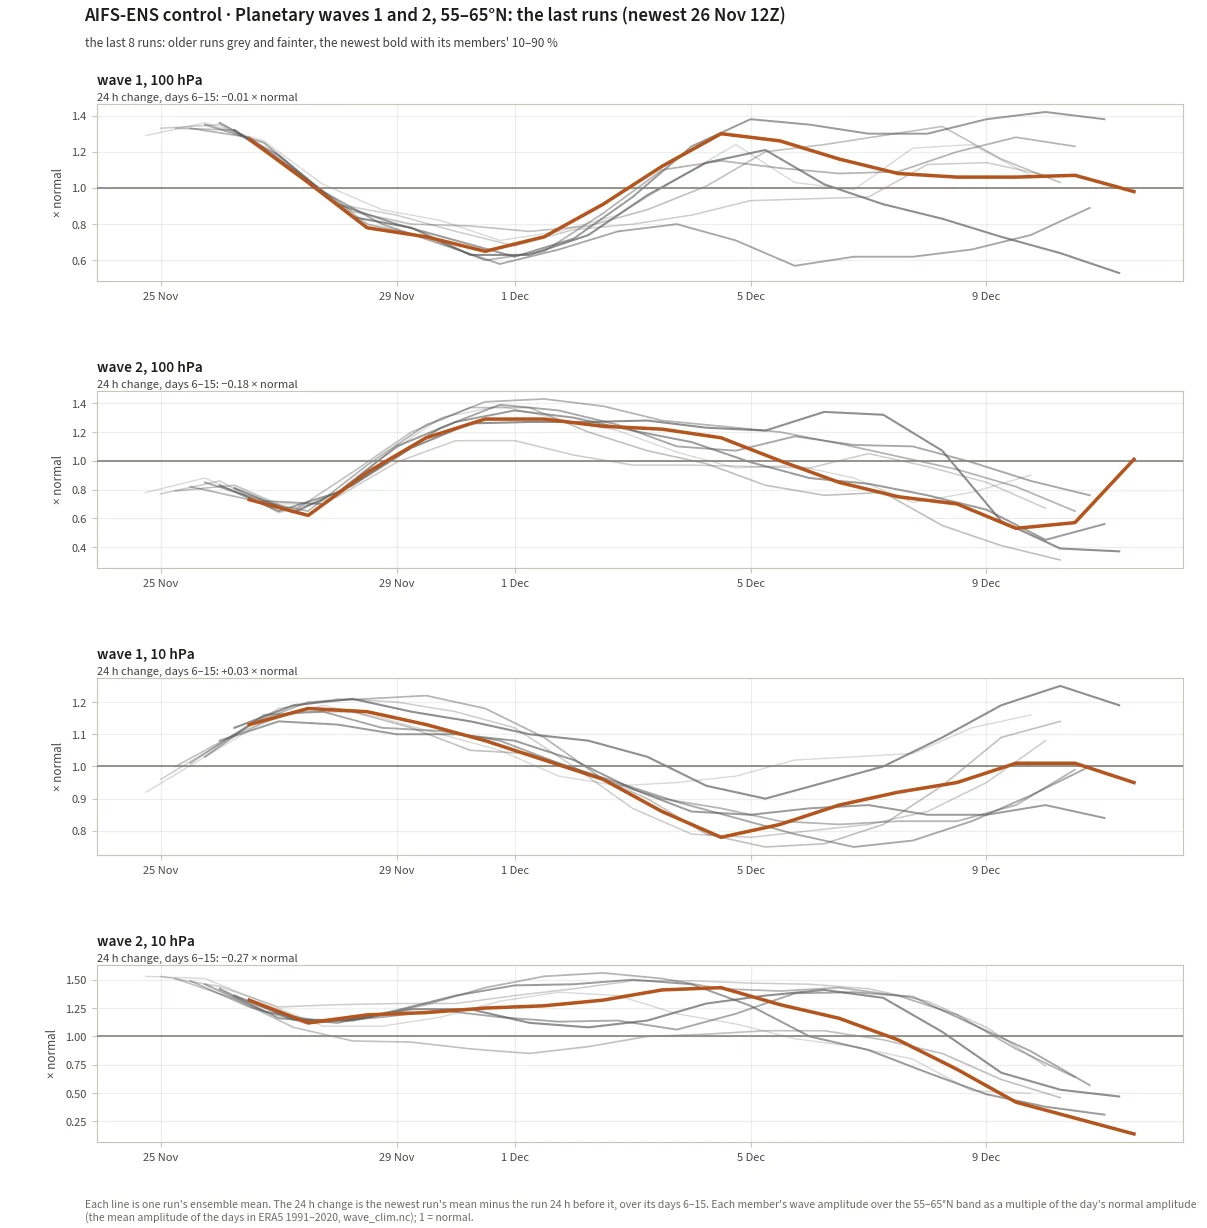 AIFS-ENS control · Planetary waves 1 and 2, 55–65°N: the last runs (newest 26 Nov 12Z)
the last 8 runs: older runs grey and fainter, the newest bold with its members' 10–90 %
wave 1, 100 hPa
24 h change, days 6–15: −0.01 × normal
1.4
1.2
1.0
0.8
0.6
× normal
25 Nov
29 Nov
1 Dec
5 Dec
9 Dec
wave 2, 100 hPa
24 h change, days 6–15: −0.18 × normal
1.4
1.2
1.0
0.8
0.6
0.4
× normal
25 Nov
29 Nov
1 Dec
5 Dec
9 Dec
wave 1, 10 hPa
24 h change, days 6–15: +0.03 × normal
1.2
1.1
1.0
0.9
0.8
× normal
25 Nov
29 Nov
1 Dec
5 Dec
9 Dec
wave 2, 10 hPa
24 h change, days 6–15: −0.27 × normal
1.50
1.25
1.00
0.75
0.50
0.25
× normal
25 Nov
29 Nov
1 Dec
5 Dec
9 Dec
Each line is one run's ensemble mean. The 24 h change is the newest run's mean minus the run 24 h before it, over its days 6–15. Each member's wave amplitude over the 55–65°N band as a multiple of the day's normal amplitude
(the mean amplitude of the days in ERA5 1991–2020, wave_clim.nc); 1 = normal.